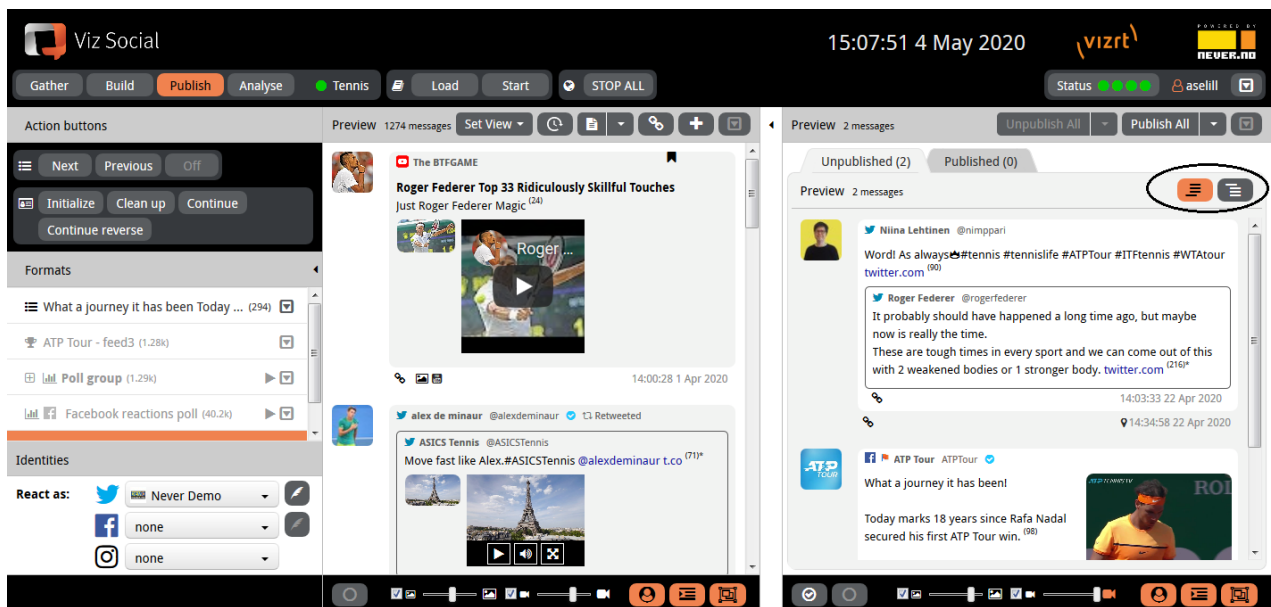 Viz Social
15:07:51 4 May 2020
vizrt
POWERED BY
NEVER.NO
Gather Build Publish Analyse Tennis Load Start STOP ALL
Status aselill
Action buttons
Next Previous Off
Initialize Clean up Continue
Continue reverse
Formats
What a journey it has been Today ... (294)
ATP Tour - feed3 (1.28k)
Poll group (1.29k)
Facebook reactions poll (40.2k)
Identities
React as: Never Demo
none
none
Preview 1274 messages Set View
The BTFGAME
Roger Federer Top 33 Ridiculously Skillful Touches
Just Roger Federer Magic (24)
Roger ...
14:00:28 1 Apr 2020
alex de minaur @alexdeminaur Retweeted
ASICS Tennis @ASICSTennis
Move fast like Alex.#ASICSTennis @alexdeminaur t.co (71)*
Preview 2 messages Unpublish All Publish All
Unpublished (2) Published (0)
Preview 2 messages
Niina Lehtinen @nimppari
Word! As always#tennis #tennislife #ATPTour #ITFtennis #WTAtour
twitter.com (90)
Roger Federer @rogerfederer
It probably should have happened a long time ago, but maybe
now is really the time.
These are tough times in every sport and we can come out of this
with 2 weakened bodies or 1 stronger body. twitter.com (216)*
14:03:33 22 Apr 2020
14:34:58 22 Apr 2020
ATP Tour ATPTour
ATP
TOUR
What a journey it has been!
Today marks 18 years since Rafa Nadal
secured his first ATP Tour win. (98)
ROL